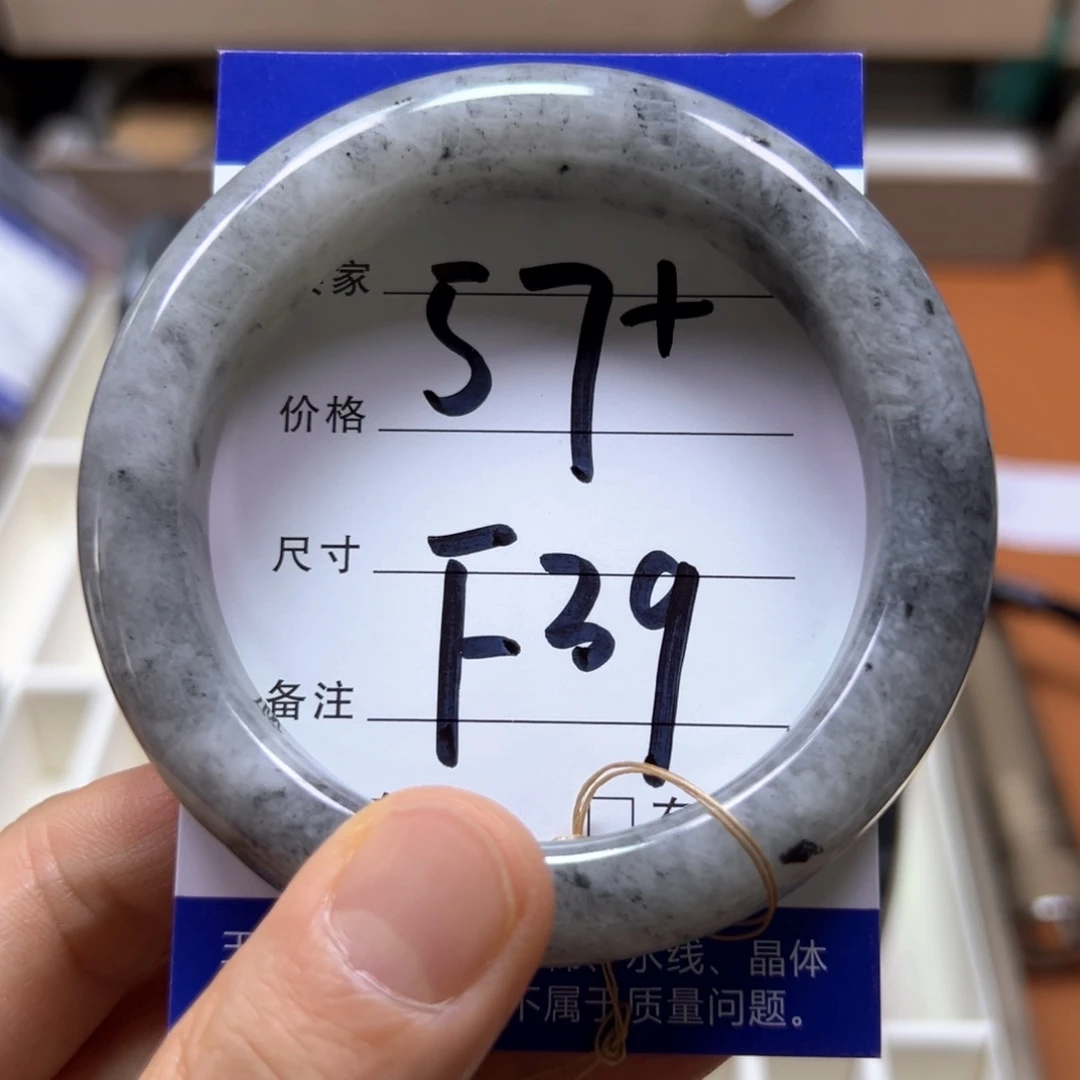 家 57+
价格
尺寸
F39
备注
水线、晶体
不属于质量问题。